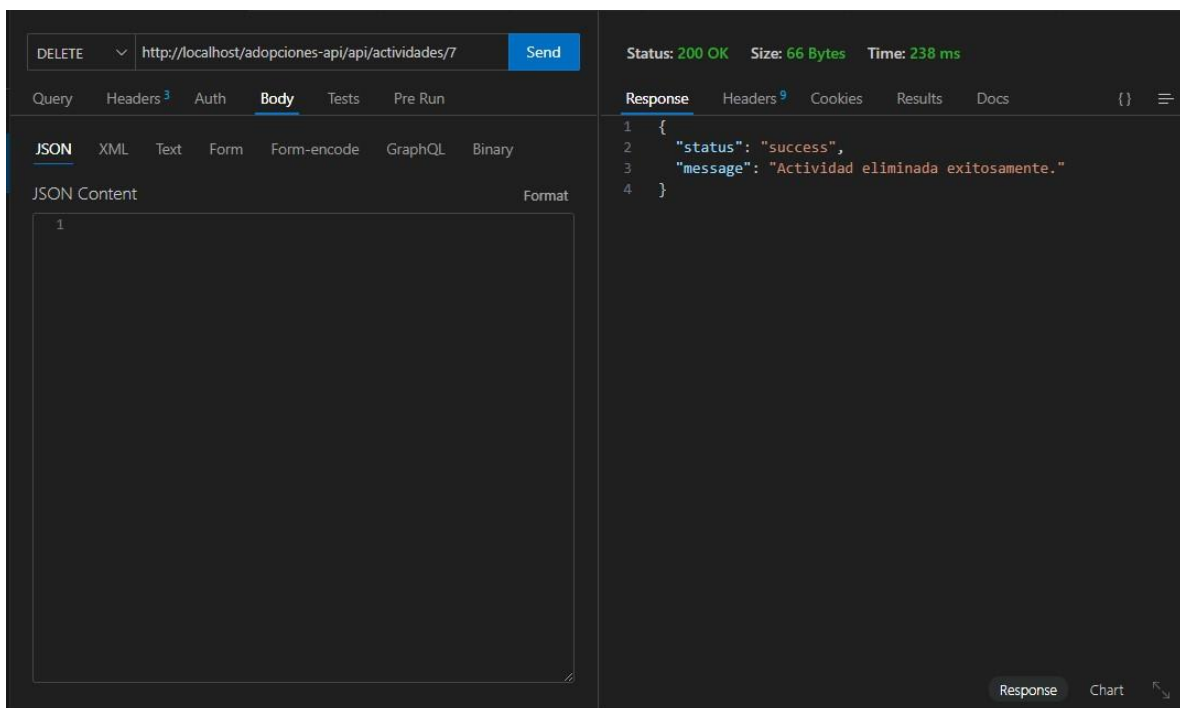 DELETE http://localhost/adopciones-api/api/actividades/7 Send
Query Headers 3 Auth Body Tests Pre Run
JSON XML Text Form Form-encode GraphQL Binary
JSON Content Format
1
Status: 200 OK Size: 66 Bytes Time: 238 ms
Response Headers 9 Cookies Results Docs {}
1 {
2 "status": "success",
3 "message": "Actividad eliminada exitosamente."
4 }
Response Chart